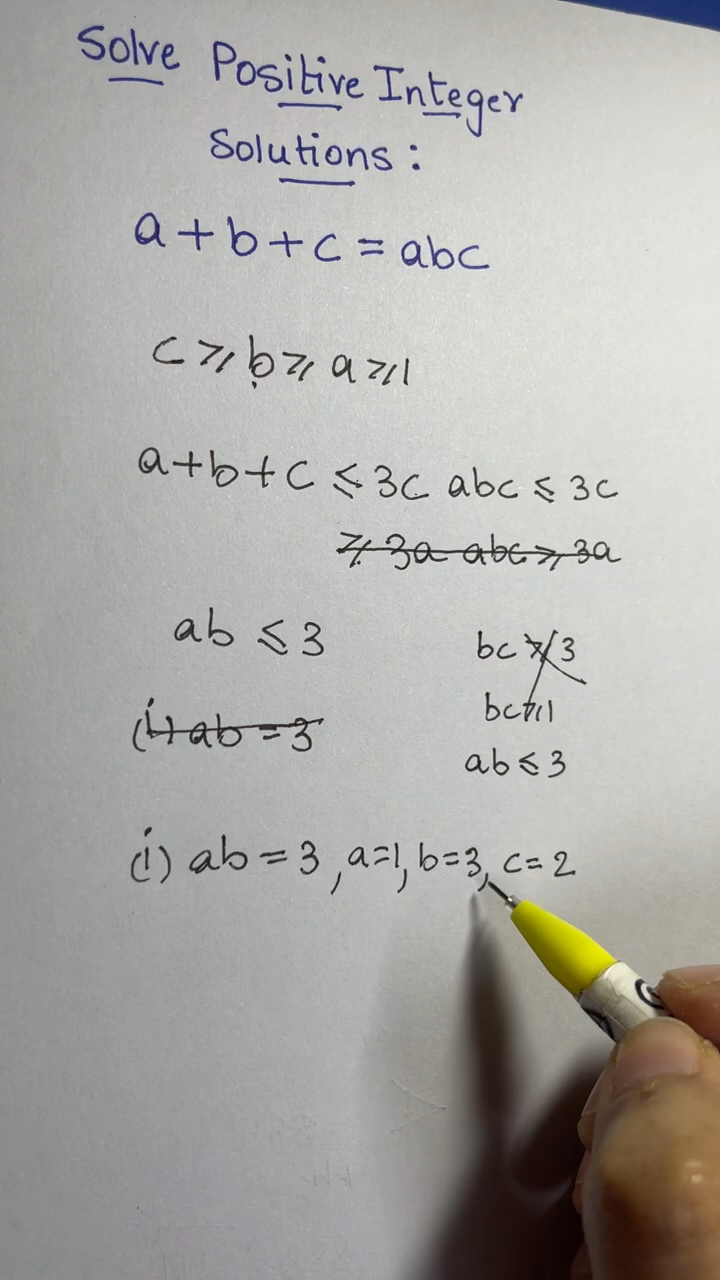 Solve Positive Integer
Solutions:
a+b+c = abc
c ⩾ b ⩾ a ⩾ 1
a+b+c ⩽ 3c abc ⩽ 3c
⩾ 3a abc ⩾ 3a
ab ⩽ 3
bc ⩾ 3
bc ⩾ 1
(i) ab = 3
ab ⩽ 3
(i) ab = 3, a=1, b=3, c=2